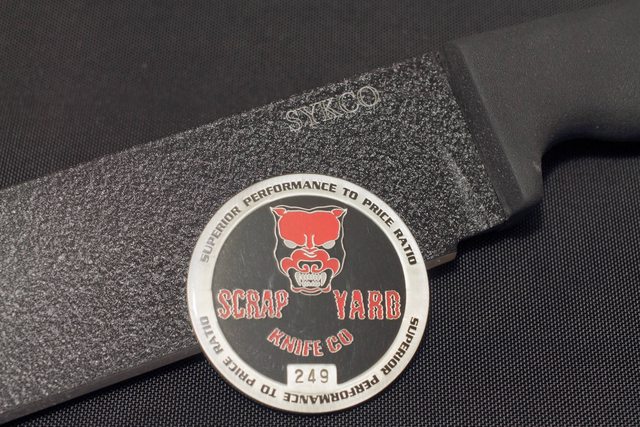 SYKCO
SUPERIOR PERFORMANCE TO PRICE RATIO
SCRAP YARD
KNIFE CO
249
SUPERIOR PERFORMANCE TO PRICE RATIO